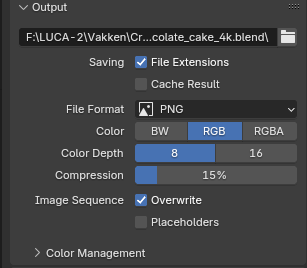 Output
F:\LUCA-2\Vakken\Cr...colate_cake_4k.blend\
Saving File Extensions
Cache Result
File Format PNG
Color BW RGB RGBA
Color Depth 8 16
Compression 15%
Image Sequence Overwrite
Placeholders
Color Management